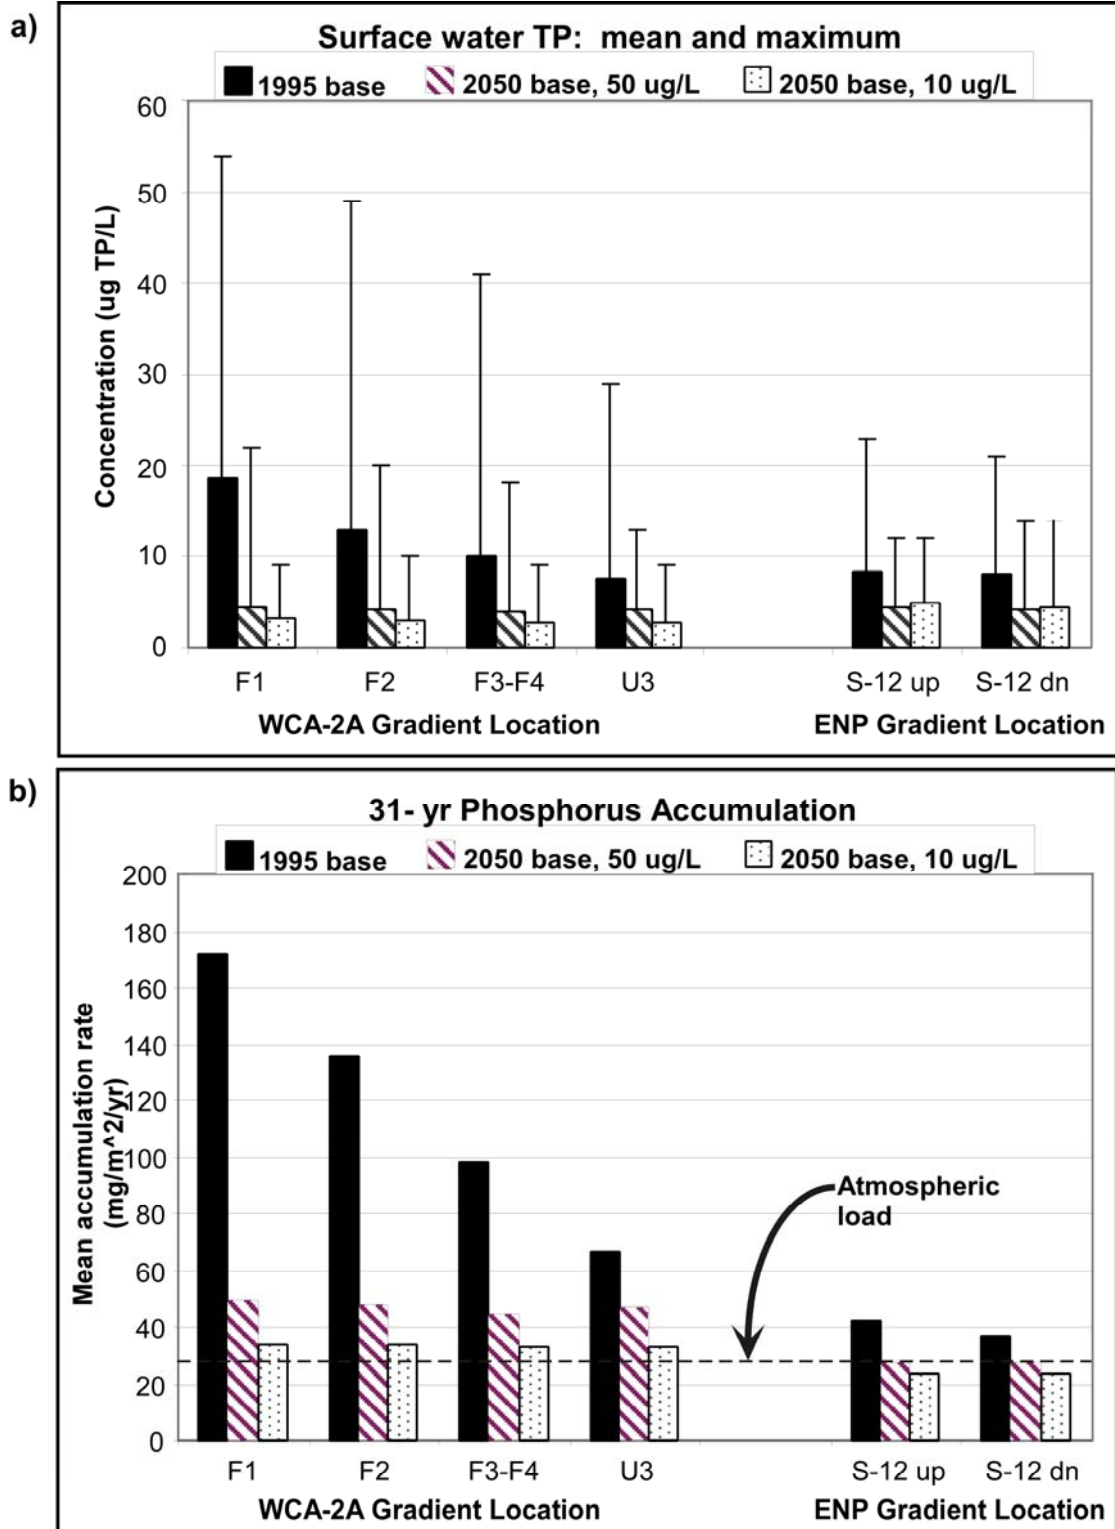 a)
Surface water TP:  mean and maximum
1995 base
2050 base, 50 ug/L
2050 base, 10 ug/L
Concentration (ug TP/L)
60
50
40
30
20
10
0
F1
F2
F3-F4
U3
S-12 up
S-12 dn
WCA-2A Gradient Location
ENP Gradient Location
b)
31- yr Phosphorus Accumulation
1995 base
2050 base, 50 ug/L
2050 base, 10 ug/L
Mean accumulation rate
(mg/m^2/yr)
200
180
160
140
120
100
80
60
40
20
0
Atmospheric
load
F1
F2
F3-F4
U3
S-12 up
S-12 dn
WCA-2A Gradient Location
ENP Gradient Location